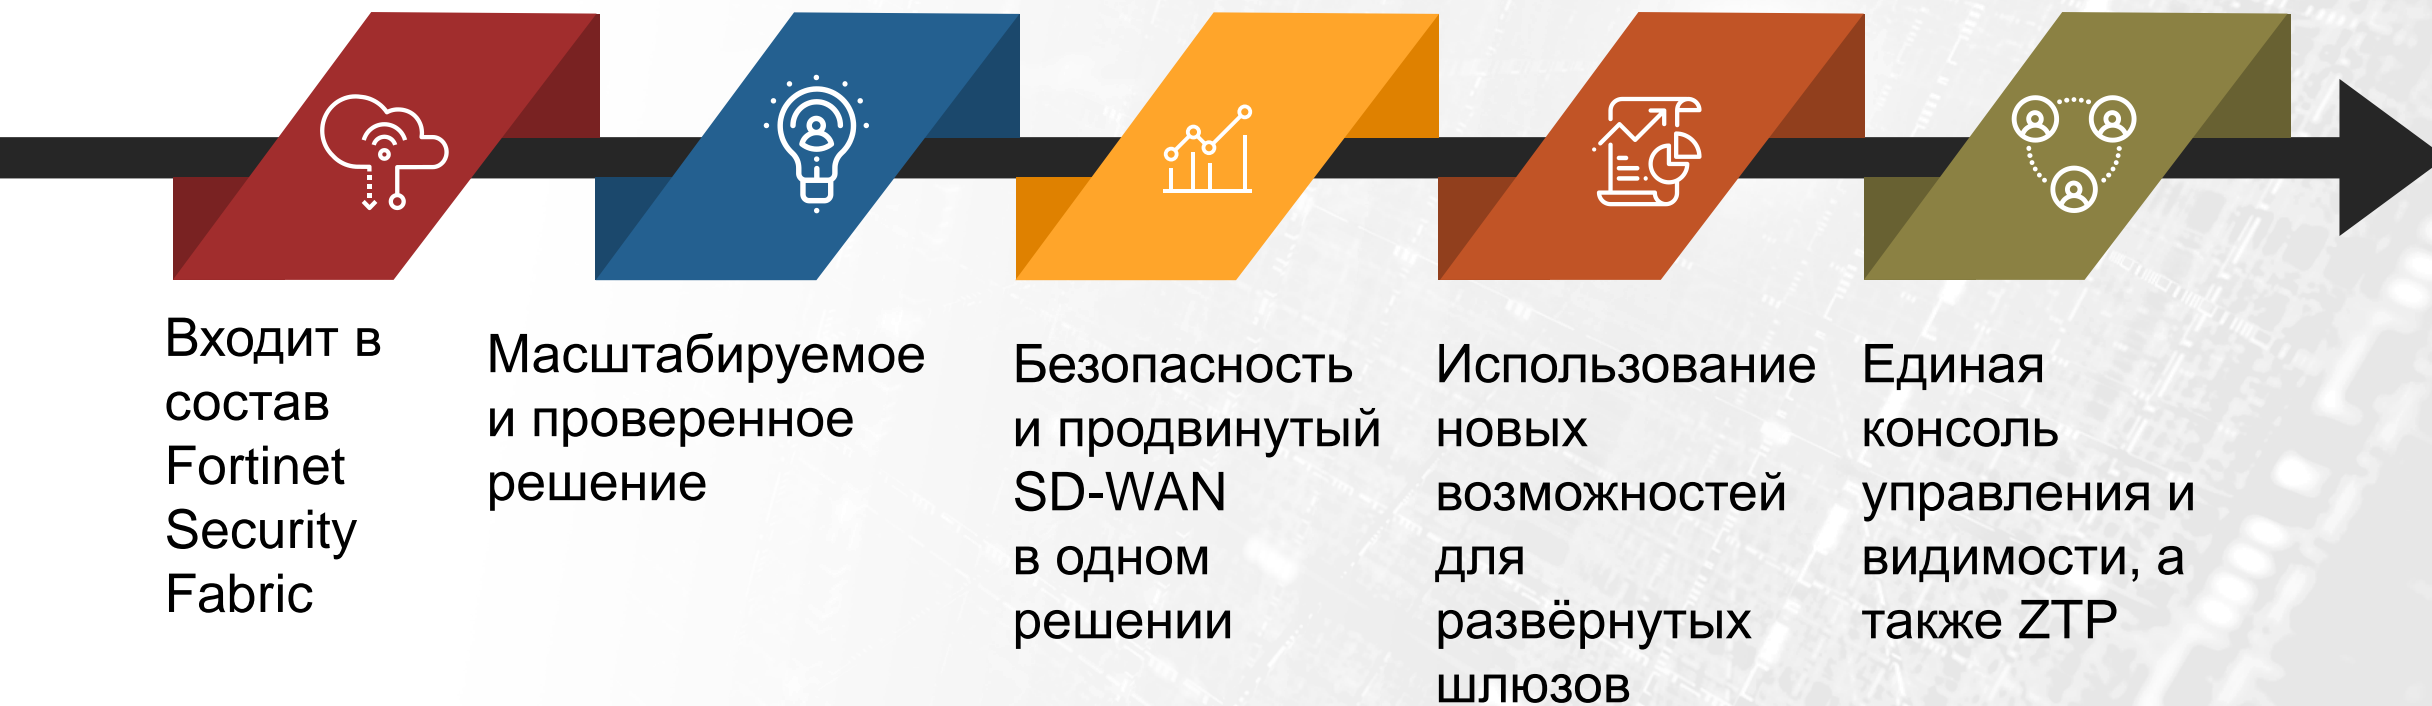 Входит в
состав
Fortinet
Security
Fabric
Масштабируемое
и проверенное
решение
Безопасность
и продвинутый
SD-WAN
в одном
решении
Использование
новых
возможностей
для
развёрнутых
шлюзов
Единая
консоль
управления и
видимости, а
также ZTP